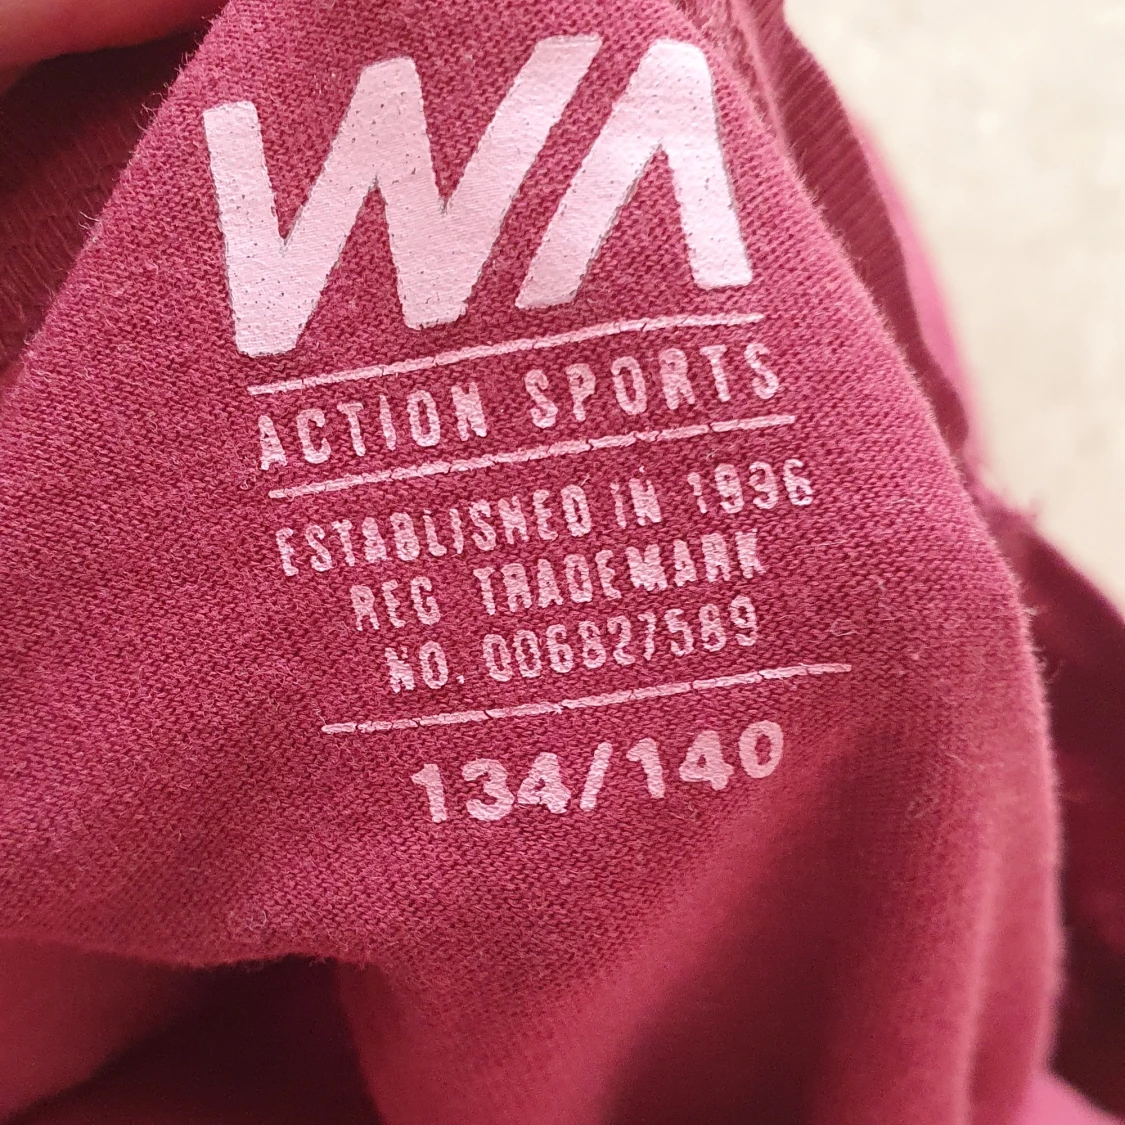 WA
ACTION SPORTS
ESTABLISHED IN 1996
REG TRADEMARK
NO. 006827589
134/140